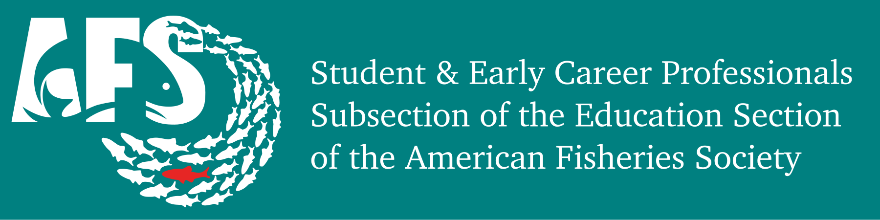 AFS
Student & Early Career Professionals
Subsection of the Education Section
of the American Fisheries Society